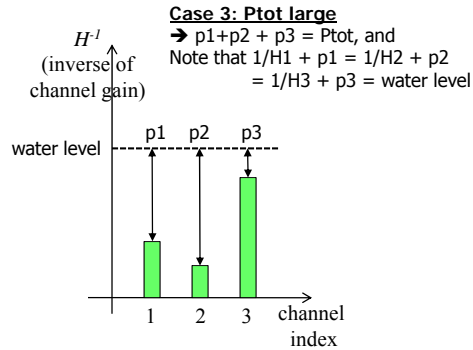 Case 3: Ptot large
➔ p1+p2 + p3 = Ptot, and
Note that 1/H1 + p1 = 1/H2 + p2
= 1/H3 + p3 = water level
H⁻¹
(inverse of
channel gain)
p1 p2 p3
water level
1 2 3 channel
index